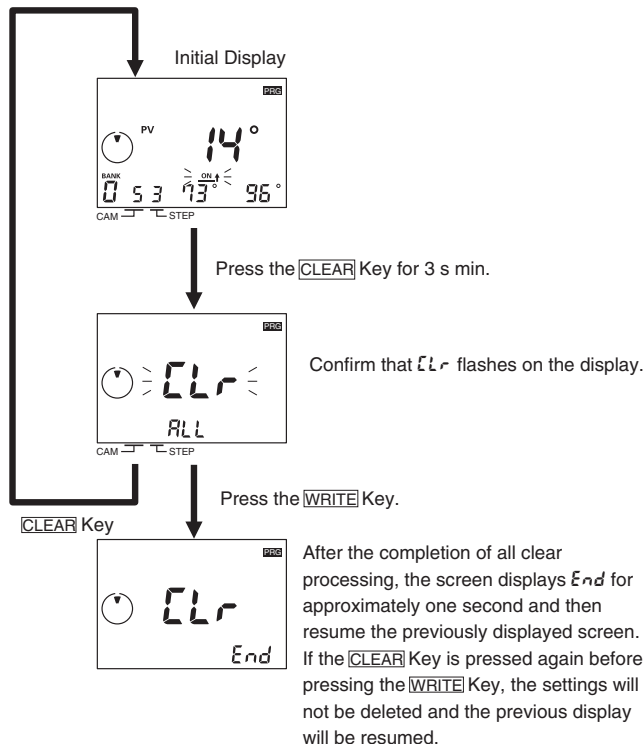 Initial Display
PRG
PV
14°
BANK
ON
0 5 3 73° 96°
CAM STEP
Press the CLEAR Key for 3 s min.
PRG
CLr
ALL
Confirm that CLr flashes on the display.
CAM STEP
Press the WRITE Key.
CLEAR Key
PRG
CLr
End
After the completion of all clear
processing, the screen displays End for
approximately one second and then
resume the previously displayed screen.
If the CLEAR Key is pressed again before
pressing the WRITE Key, the settings will
not be deleted and the previous display
will be resumed.